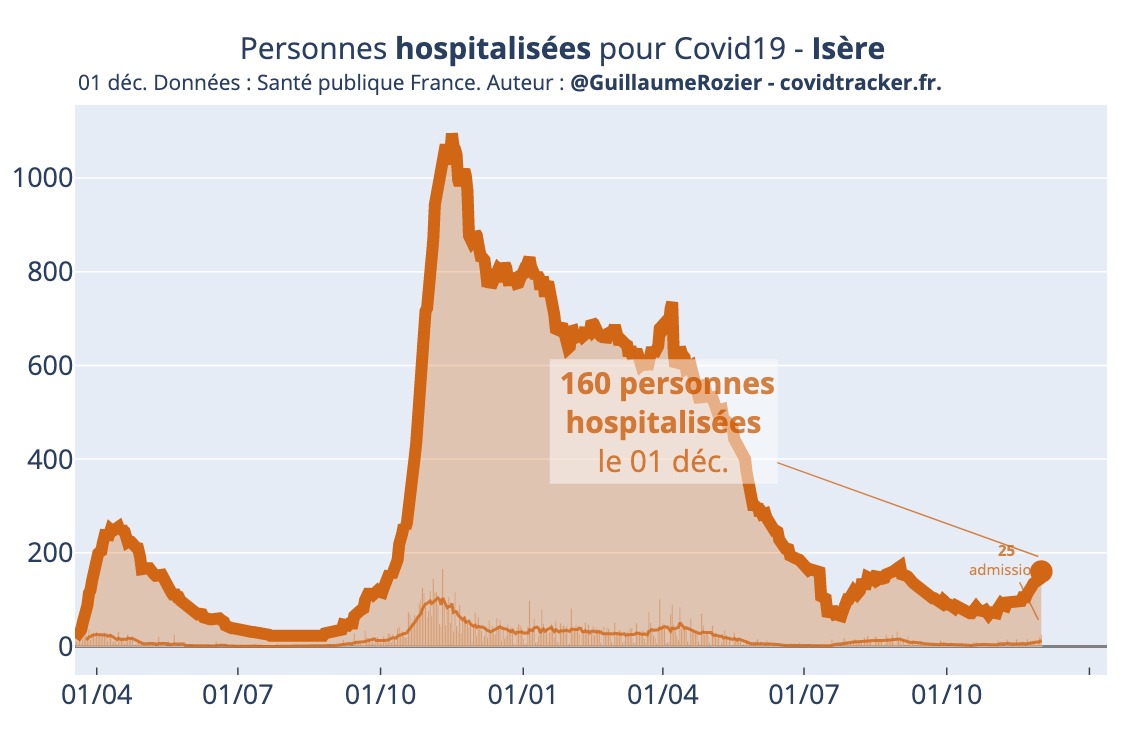 Personnes hospitalisées pour Covid19 - Isère
01 déc. Données : Santé publique France. Auteur : @GuillaumeRozier - covidtracker.fr.
1000
800
600
400
200
0
160 personnes
hospitalisées
le 01 déc.
25
admissio
01/04
01/07
01/10
01/01
01/04
01/07
01/10